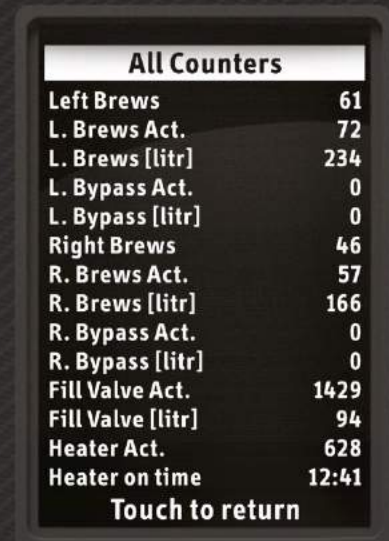 All Counters
Left Brews 61
L. Brews Act. 72
L. Brews [litr] 234
L. Bypass Act. 0
L. Bypass [litr] 0
Right Brews 46
R. Brews Act. 57
R. Brews [litr] 166
R. Bypass Act. 0
R. Bypass [litr] 0
Fill Valve Act. 1429
Fill Valve [litr] 94
Heater Act. 628
Heater on time 12:41
Touch to return